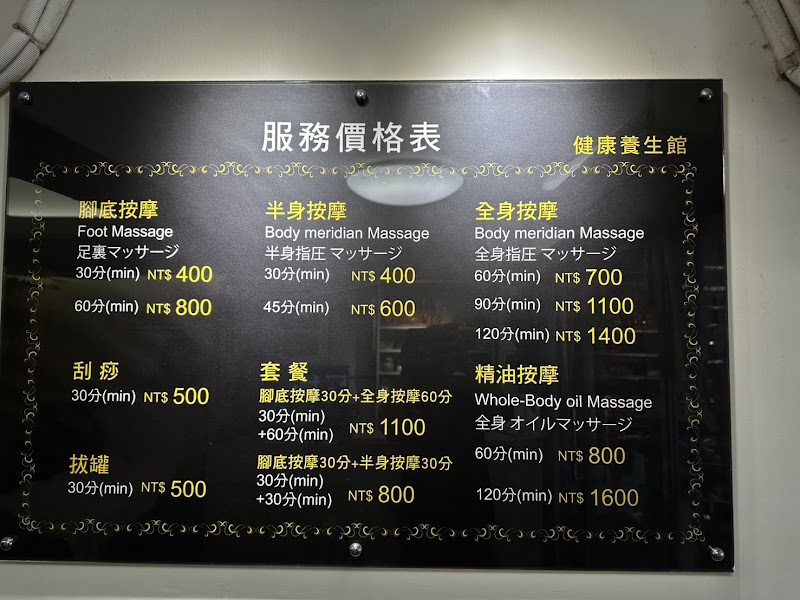 服務價格表
健康養生館
腳底按摩
Foot Massage
足裏マッサージ
30分(min) NT$ 400
60分(min) NT$ 800
半身按摩
Body meridian Massage
半身指圧 マッサージ
30分(min) NT$ 400
45分(min) NT$ 600
全身按摩
Body meridian Massage
全身指圧 マッサージ
60分(min) NT$ 700
90分(min) NT$ 1100
120分(min) NT$ 1400
刮 痧
30分(min) NT$ 500
拔罐
30分(min) NT$ 500
套 餐
腳底按摩30分+全身按摩60分
30分(min)
+60分(min) NT$ 1100
腳底按摩30分+半身按摩30分
30分(min)
+30分(min) NT$ 800
精油按摩
Whole-Body oil Massage
全身 オイルマッサージ
60分(min) NT$ 800
120分(min) NT$ 1600